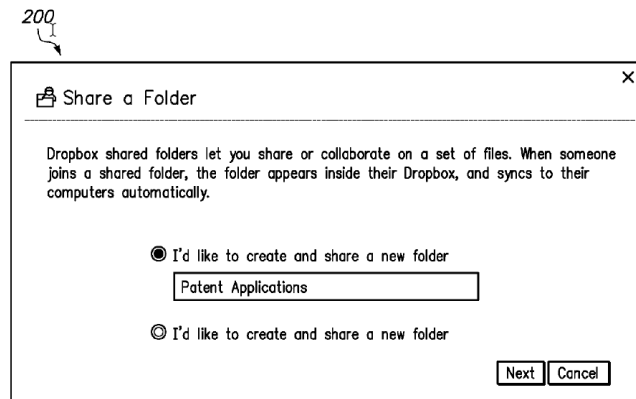 200
Share a Folder
Dropbox shared folders let you share or collaborate on a set of files. When someone
joins a shared folder, the folder appears inside their Dropbox, and syncs to their
computers automatically.
I'd like to create and share a new folder
Patent Applications
I'd like to create and share a new folder
Next Cancel